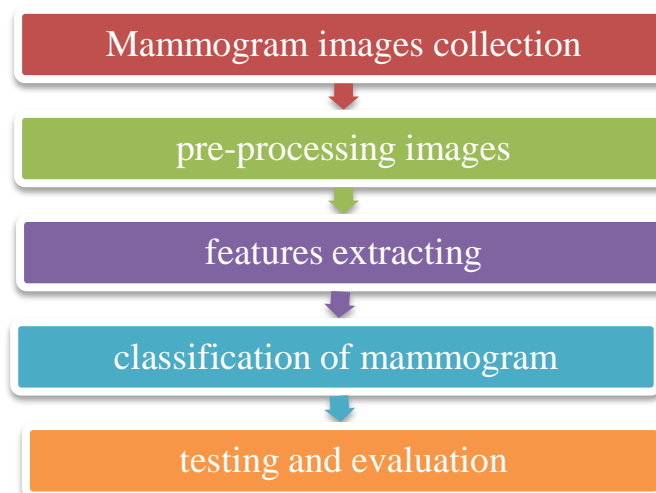 Mammogram images collection
pre-processing images
features extracting
classification of mammogram
testing and evaluation